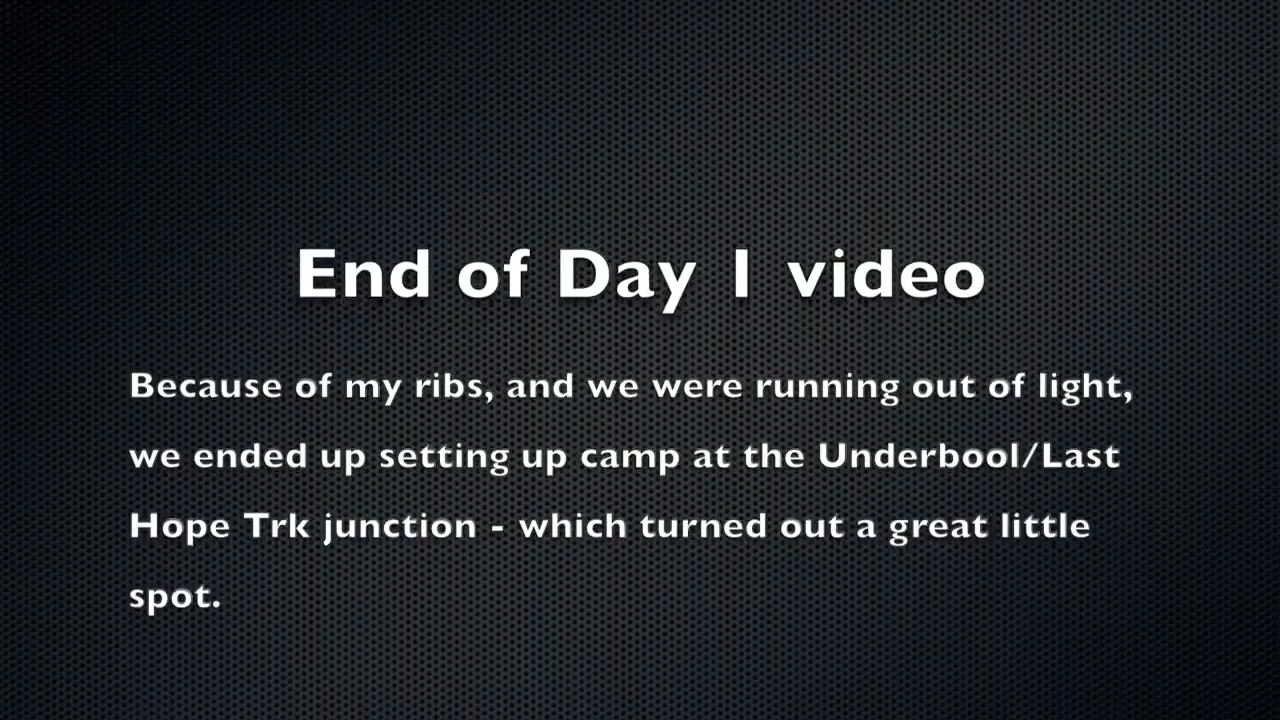 End of Day 1 video
Because of my ribs, and we were running out of light,
we ended up setting up camp at the Underbool/Last
Hope Trk junction - which turned out a great little
spot.